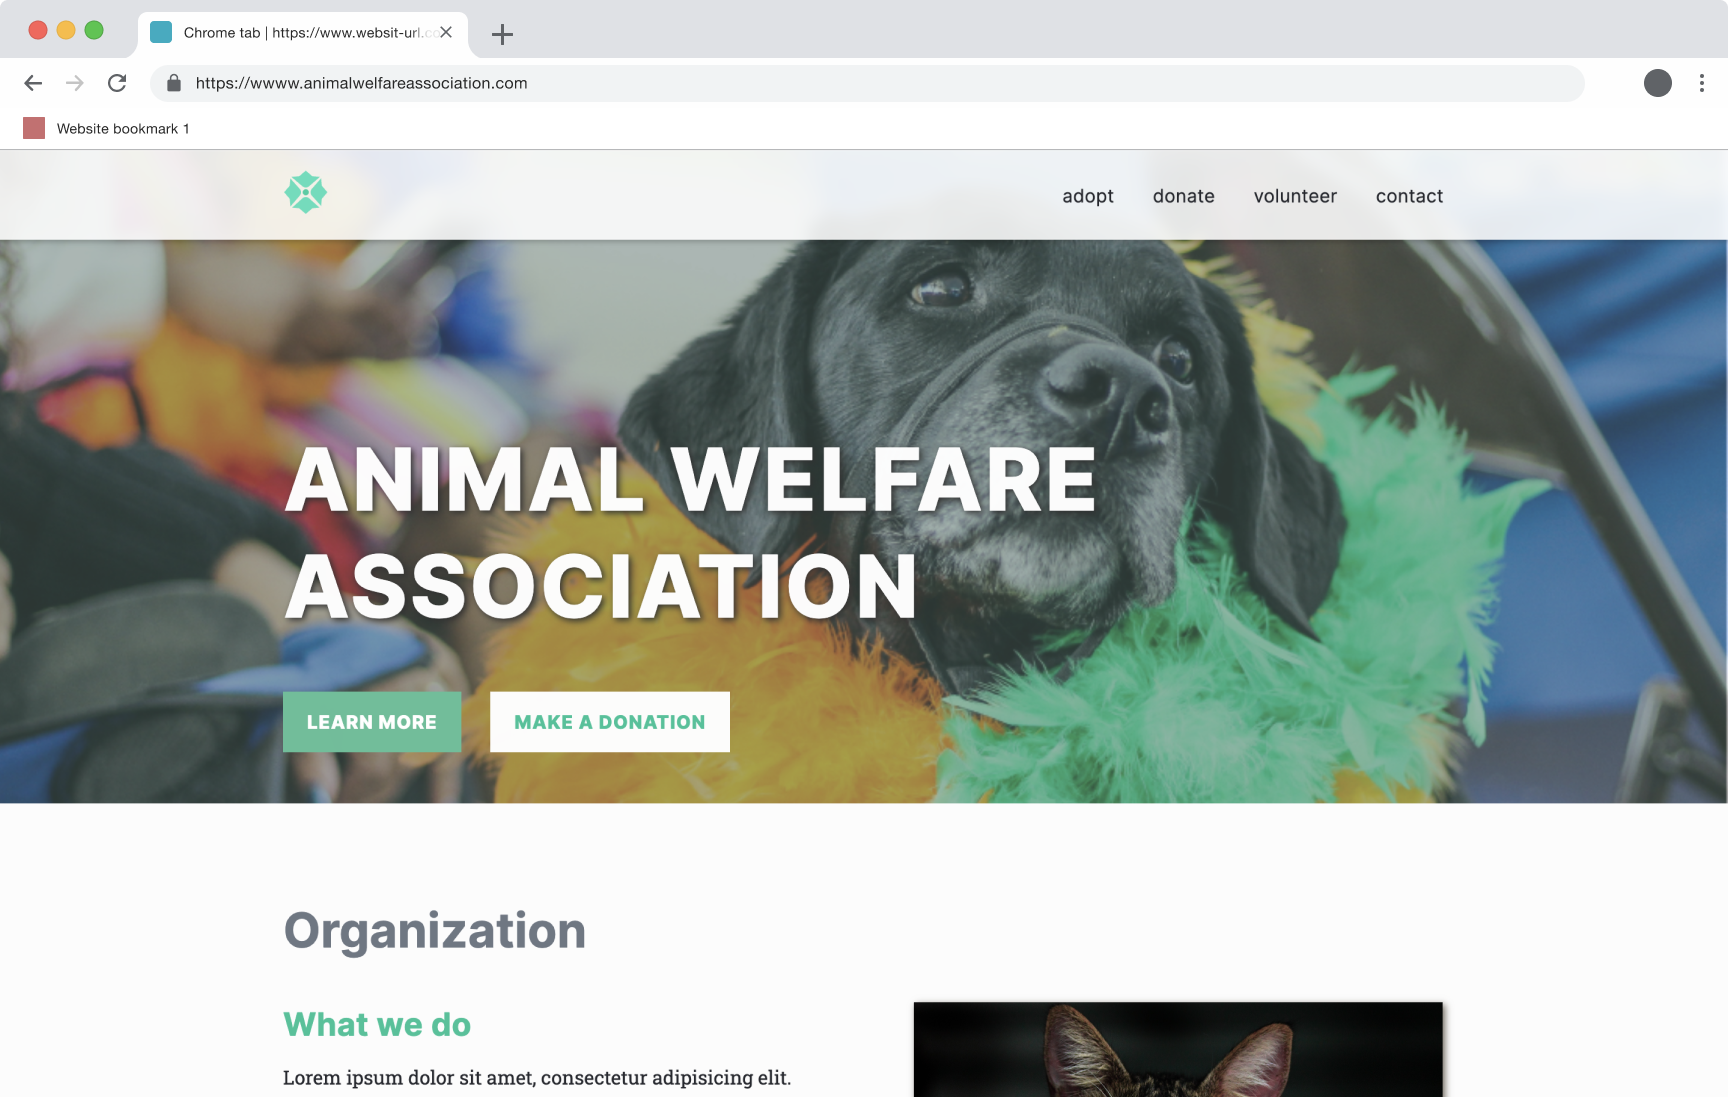 Chrome tab | https://www.websit-url.co
https://wwww.animalwelfareassociation.com
Website bookmark 1
adopt donate volunteer contact
ANIMAL WELFARE
ASSOCIATION
LEARN MORE MAKE A DONATION
Organization
What we do
Lorem ipsum dolor sit amet, consectetur adipisicing elit.